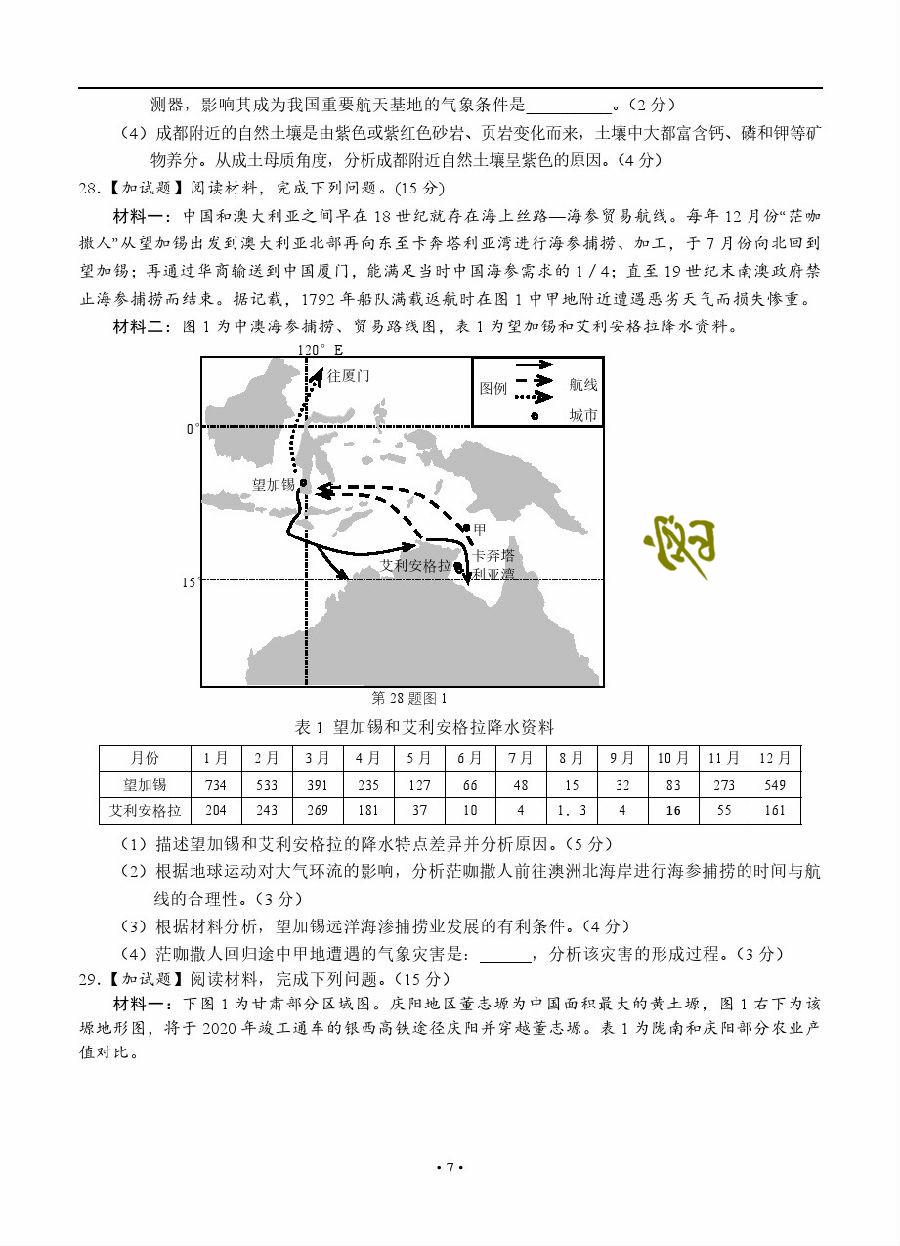 测器，影响其成为我国重要航天基地的气象条件是__________。（2 分）
（4）成都附近的自然土壤是由紫色或紫红色砂岩、页岩变化而来，土壤中大都富含钙、磷和钾等矿
物养分。从成土母质角度，分析成都附近自然土壤呈紫色的原因。（4 分）
28.【加试题】阅读材料，完成下列问题。(15 分)
材料一：中国和澳大利亚之间早在 18 世纪就存在海上丝路—海参贸易航线。每年 12 月份“茫咖
撒人”从望加锡出发到澳大利亚北部再向东至卡奔塔利亚湾进行海参捕捞、加工，于 7 月份向北回到
望加锡；再通过华商输送到中国厦门，能满足当时中国海参需求的 1／4；直至 19 世纪末南澳政府禁
止海参捕捞而结束。据记载，1792 年船队满载返航时在图 1 中甲地附近遭遇恶劣天气而损失惨重。
材料二：图 1 为中澳海参捕捞、贸易路线图，表 1 为望加锡和艾利安格拉降水资料。
120° E
往厦门
图例 航线
城市
0°
望加锡
甲
卡奔塔
艾利安格拉
利亚湾
15°
第 28 题图 1
表 1 望加锡和艾利安格拉降水资料
月份 1 月 2 月 3 月 4 月 5 月 6 月 7 月 8 月 9 月 10 月 11 月 12 月
望加锡 734 533 391 235 127 66 48 15 32 83 273 549
艾利安格拉 204 243 269 181 37 10 4 1．3 4 16 55 161
（1）描述望加锡和艾利安格拉的降水特点差异并分析原因。（5 分）
（2）根据地球运动对大气环流的影响，分析茫咖撒人前往澳洲北海岸进行海参捕捞的时间与航
线的合理性。（3 分）
（3）根据材料分析，望加锡远洋海渗捕捞业发展的有利条件。（4 分）
（4）茫咖撒人回归途中甲地遭遇的气象灾害是：______，分析该灾害的形成过程。（3 分）
29.【加试题】阅读材料，完成下列问题。（15 分）
材料一：下图 1 为甘肃部分区域图。庆阳地区董志塬为中国面积最大的黄土塬，图 1 右下为该
塬地形图，将于 2020 年竣工通车的银西高铁途径庆阳并穿越董志塬。表 1 为陇南和庆阳部分农业产
值对比。
• 7 •